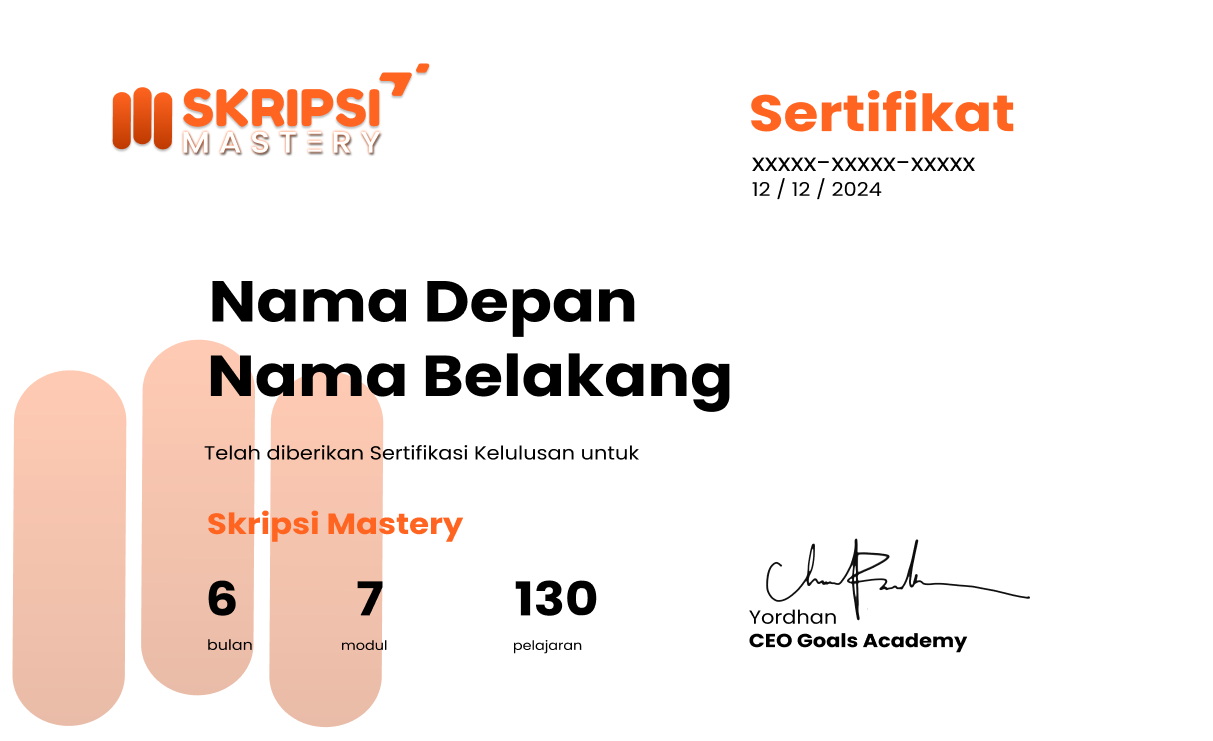 SKRIPSI
MASTERY
Sertifikat
xxxxx-xxxxx-xxxxx
12 / 12 / 2024
Nama Depan
Nama Belakang
Telah diberikan Sertifikasi Kelulusan untuk
Skripsi Mastery
6
bulan
7
modul
130
pelajaran
Yordhan
CEO Goals Academy